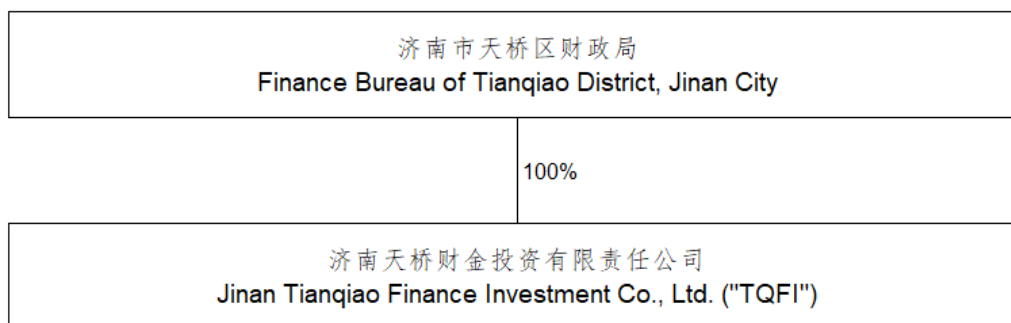 济南市天桥区财政局
Finance Bureau of Tianqiao District, Jinan City
100%
济南天桥财金投资有限责任公司
Jinan Tianqiao Finance Investment Co., Ltd. ("TQFI")